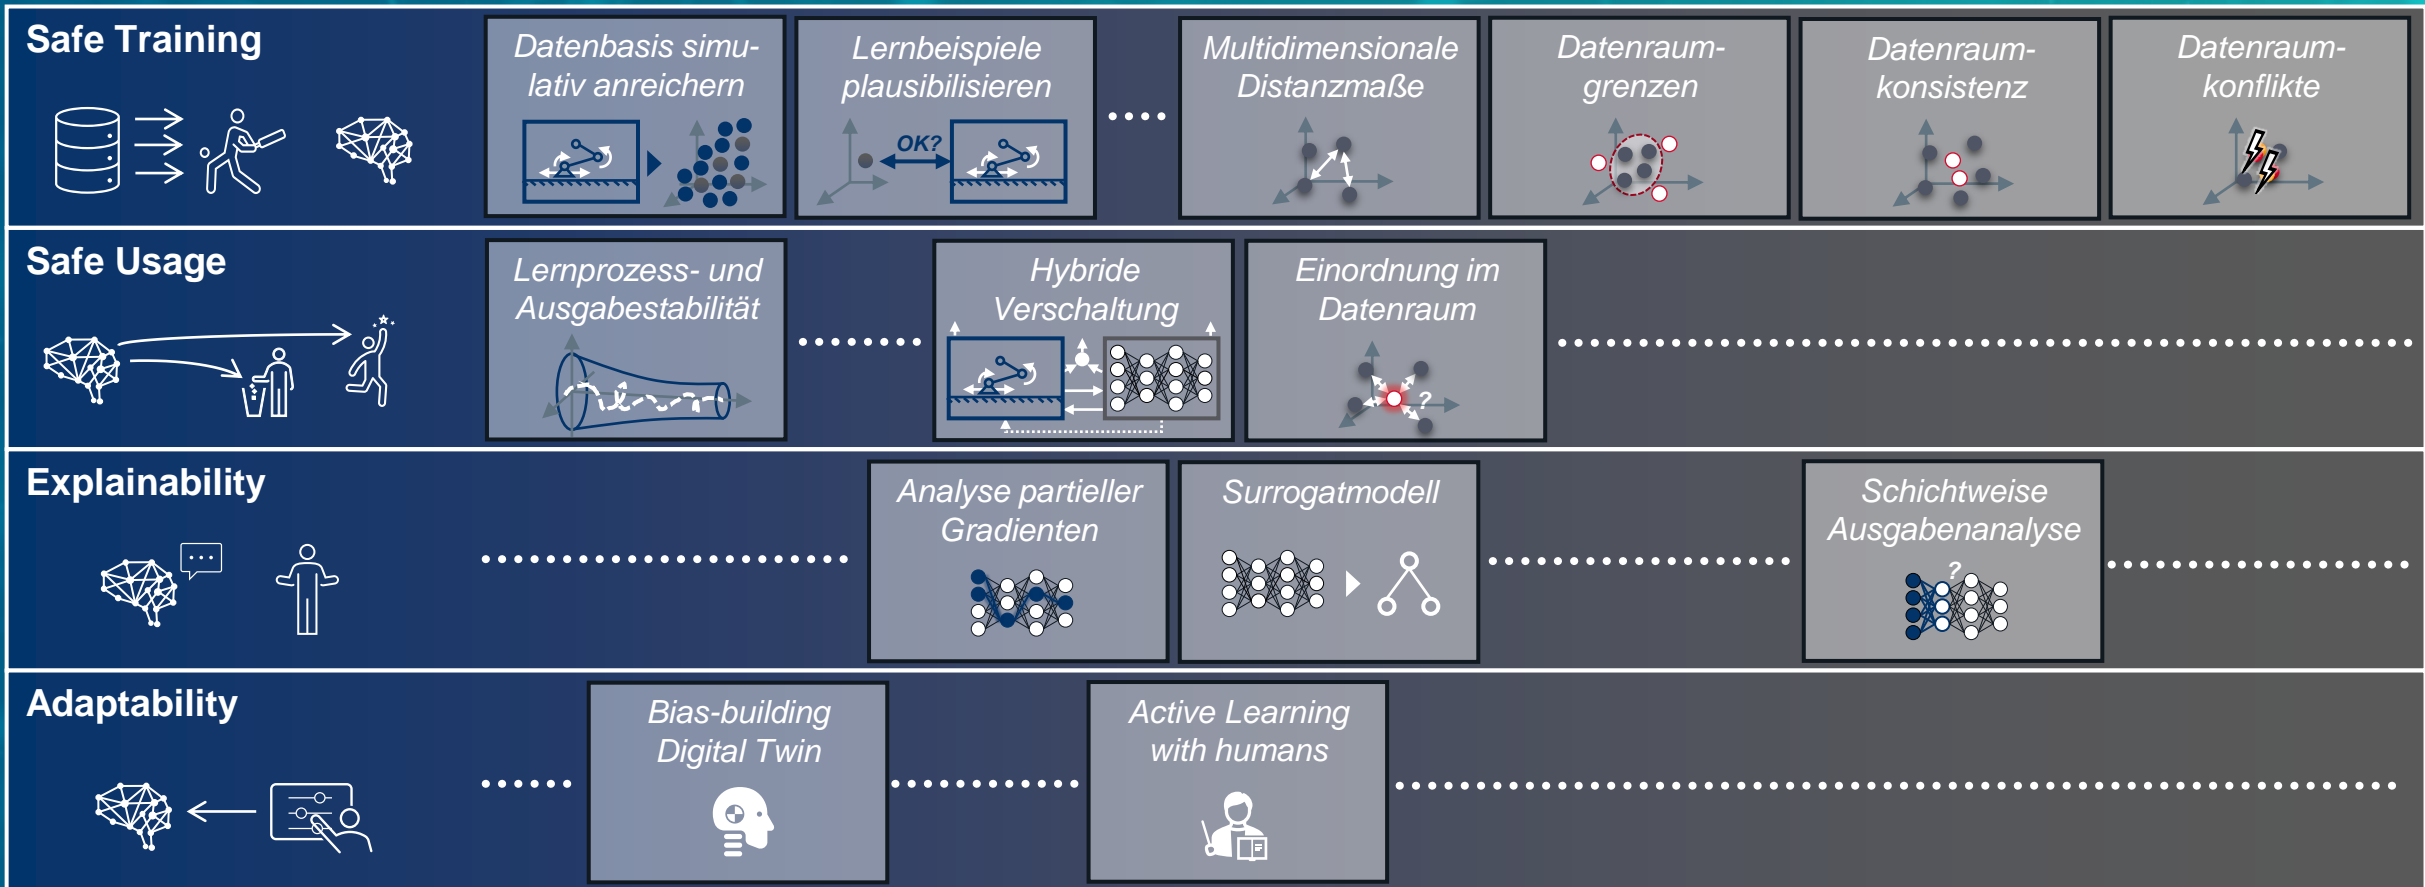 Safe Training
Datenbasis simu-
lativ anreichern
Lernbeispiele
plausibilisieren
OK?
Multidimensionale
Distanzmaße
Datenraum-
grenzen
Datenraum-
konsistenz
Datenraum-
konflikte
Safe Usage
Lernprozess- und
Ausgabestabilität
Hybride
Verschaltung
Einordnung im
Datenraum
?
Explainability
Analyse partieller
Gradienten
Surrogatmodell
Schichtweise
Ausgabenanalyse
?
Adaptability
Bias-building
Digital Twin
Active Learning
with humans